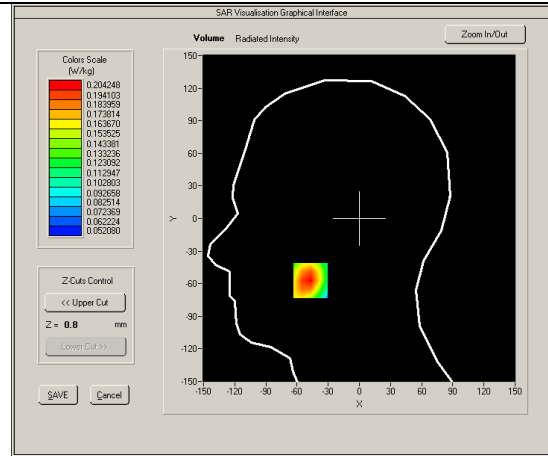 SAR Visualisation Graphical Interface
Volume Radiated Intensity
Zoom In/Out
Colors Scale
(W/kg)
0.204248
0.194103
0.183959
0.173814
0.163670
0.153525
0.143381
0.133236
0.123092
0.112947
0.102803
0.092658
0.082514
0.072369
0.062224
0.052080
Z-Cuts Control
<< Upper Cut
Z = 0.8 mm
Lower Cut >>
SAVE Cancel
150
120
90
60
30
0
-30
-60
-90
-120
-150
Y
-150 -120 -90 -60 -30 0 30 60 90 120 150
X